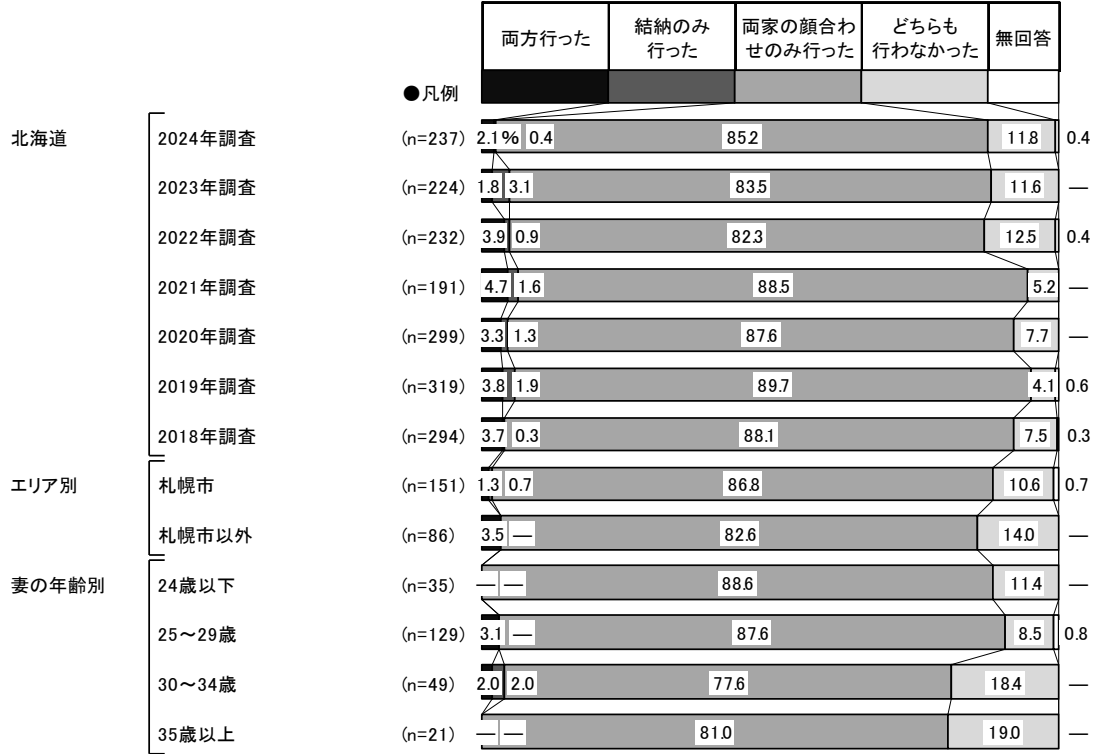 両方行った 結納のみ行った 両家の顔合わせのみ行った どちらも行わなかった 無回答
●凡例
北海道 2024年調査 (n=237) 2.1% 0.4 85.2 11.8 0.4
2023年調査 (n=224) 1.8 3.1 83.5 11.6 —
2022年調査 (n=232) 3.9 0.9 82.3 12.5 0.4
2021年調査 (n=191) 4.7 1.6 88.5 5.2 —
2020年調査 (n=299) 3.3 1.3 87.6 7.7 —
2019年調査 (n=319) 3.8 1.9 89.7 4.1 0.6
2018年調査 (n=294) 3.7 0.3 88.1 7.5 0.3
エリア別 札幌市 (n=151) 1.3 0.7 86.8 10.6 0.7
札幌市以外 (n=86) 3.5 — 82.6 14.0 —
妻の年齢別 24歳以下 (n=35) — — 88.6 11.4 —
25～29歳 (n=129) 3.1 — 87.6 8.5 0.8
30～34歳 (n=49) 2.0 2.0 77.6 18.4 —
35歳以上 (n=21) — — 81.0 19.0 —